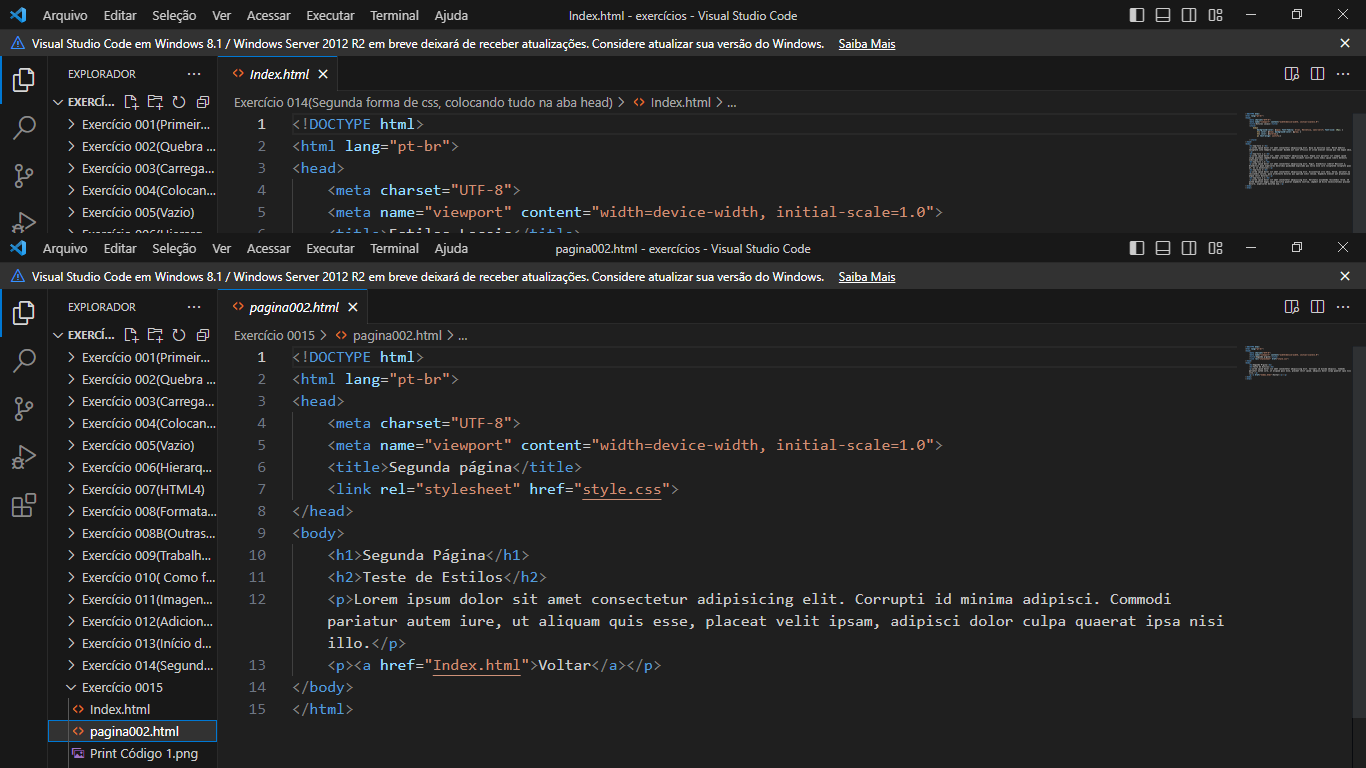 Arquivo Editar Seleção Ver Acessar Executar Terminal Ajuda Index.html - exercícios - Visual Studio Code
Visual Studio Code em Windows 8.1 / Windows Server 2012 R2 em breve deixará de receber atualizações. Considere atualizar sua versão do Windows. Saiba Mais
EXPLORADOR ··· Index.html
EXERCÍ... Exercício 014(Segunda forma de css, colocando tudo na aba head) > Index.html > ...
Exercício 001(Primeir... 1 <!DOCTYPE html>
Exercício 002(Quebra ... 2 <html lang="pt-br">
Exercício 003(Carrega... 3 <head>
Exercício 004(Colocan... 4 <meta charset="UTF-8">
Exercício 005(Vazio) 5 <meta name="viewport" content="width=device-width, initial-scale=1.0">
Exercício 006(Hierarq... 6 <title>Estilos Locais</title>
Arquivo Editar Seleção Ver Acessar Executar Terminal Ajuda pagina002.html - exercícios - Visual Studio Code
Visual Studio Code em Windows 8.1 / Windows Server 2012 R2 em breve deixará de receber atualizações. Considere atualizar sua versão do Windows. Saiba Mais
EXPLORADOR ··· pagina002.html
EXERCÍ... Exercício 0015 > pagina002.html > ...
Exercício 001(Primeir... 1 <!DOCTYPE html>
Exercício 002(Quebra ... 2 <html lang="pt-br">
Exercício 003(Carrega... 3 <head>
Exercício 004(Colocan... 4 <meta charset="UTF-8">
Exercício 005(Vazio) 5 <meta name="viewport" content="width=device-width, initial-scale=1.0">
Exercício 006(Hierarq... 6 <title>Segunda página</title>
Exercício 007(HTML4) 7 <link rel="stylesheet" href="style.css">
Exercício 008(Formata... 8 </head>
Exercício 008B(Outras... 9 <body>
Exercício 009(Trabalh... 10 <h1>Segunda Página</h1>
Exercício 010( Como f... 11 <h2>Teste de Estilos</h2>
Exercício 011(Imagen... 12 <p>Lorem ipsum dolor sit amet consectetur adipisicing elit. Corrupti id minima adipisci. Commodi
Exercício 012(Adicion... pariatur autem iure, ut aliquam quis esse, placeat velit ipsam, adipisci dolor culpa quaerat ipsa nisi
Exercício 013(Início d... illo.</p>
Exercício 014(Segund... 13 <p><a href="Index.html">Voltar</a></p>
Exercício 0015 14 </body>
Index.html 15 </html>
pagina002.html
Print Código 1.png